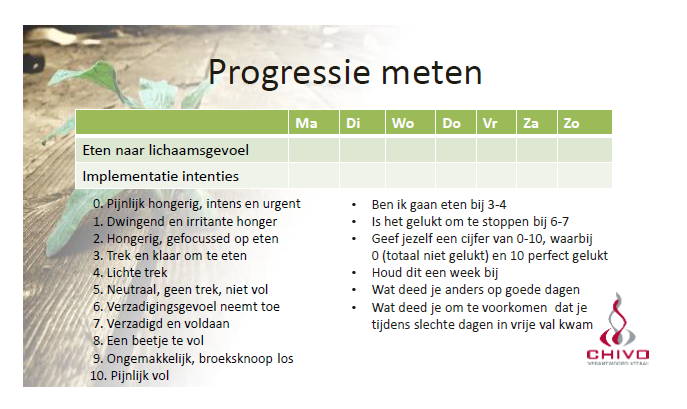 Progressie meten
Ma Di Wo Do Vr Za Zo
Eten naar lichaamsgevoel
Implementatie intenties
0. Pijnlijk hongerig, intens en urgent
1. Dwingend en irritante honger
2. Hongerig, gefocussed op eten
3. Trek en klaar om te eten
4. Lichte trek
5. Neutraal, geen trek, niet vol
6. Verzadigingsgevoel neemt toe
7. Verzadigd en voldaan
8. Een beetje te vol
9. Ongemakkelijk, broeksknoop los
10. Pijnlijk vol
• Ben ik gaan eten bij 3-4
• Is het gelukt om te stoppen bij 6-7
• Geef jezelf een cijfer van 0-10, waarbij
0 (totaal niet gelukt) en 10 perfect gelukt
• Houd dit een week bij
• Wat deed je anders op goede dagen
• Wat deed je om te voorkomen dat je
tijdens slechte dagen in vrije val kwam
CHIVO
VERANTWOORD VITAAL